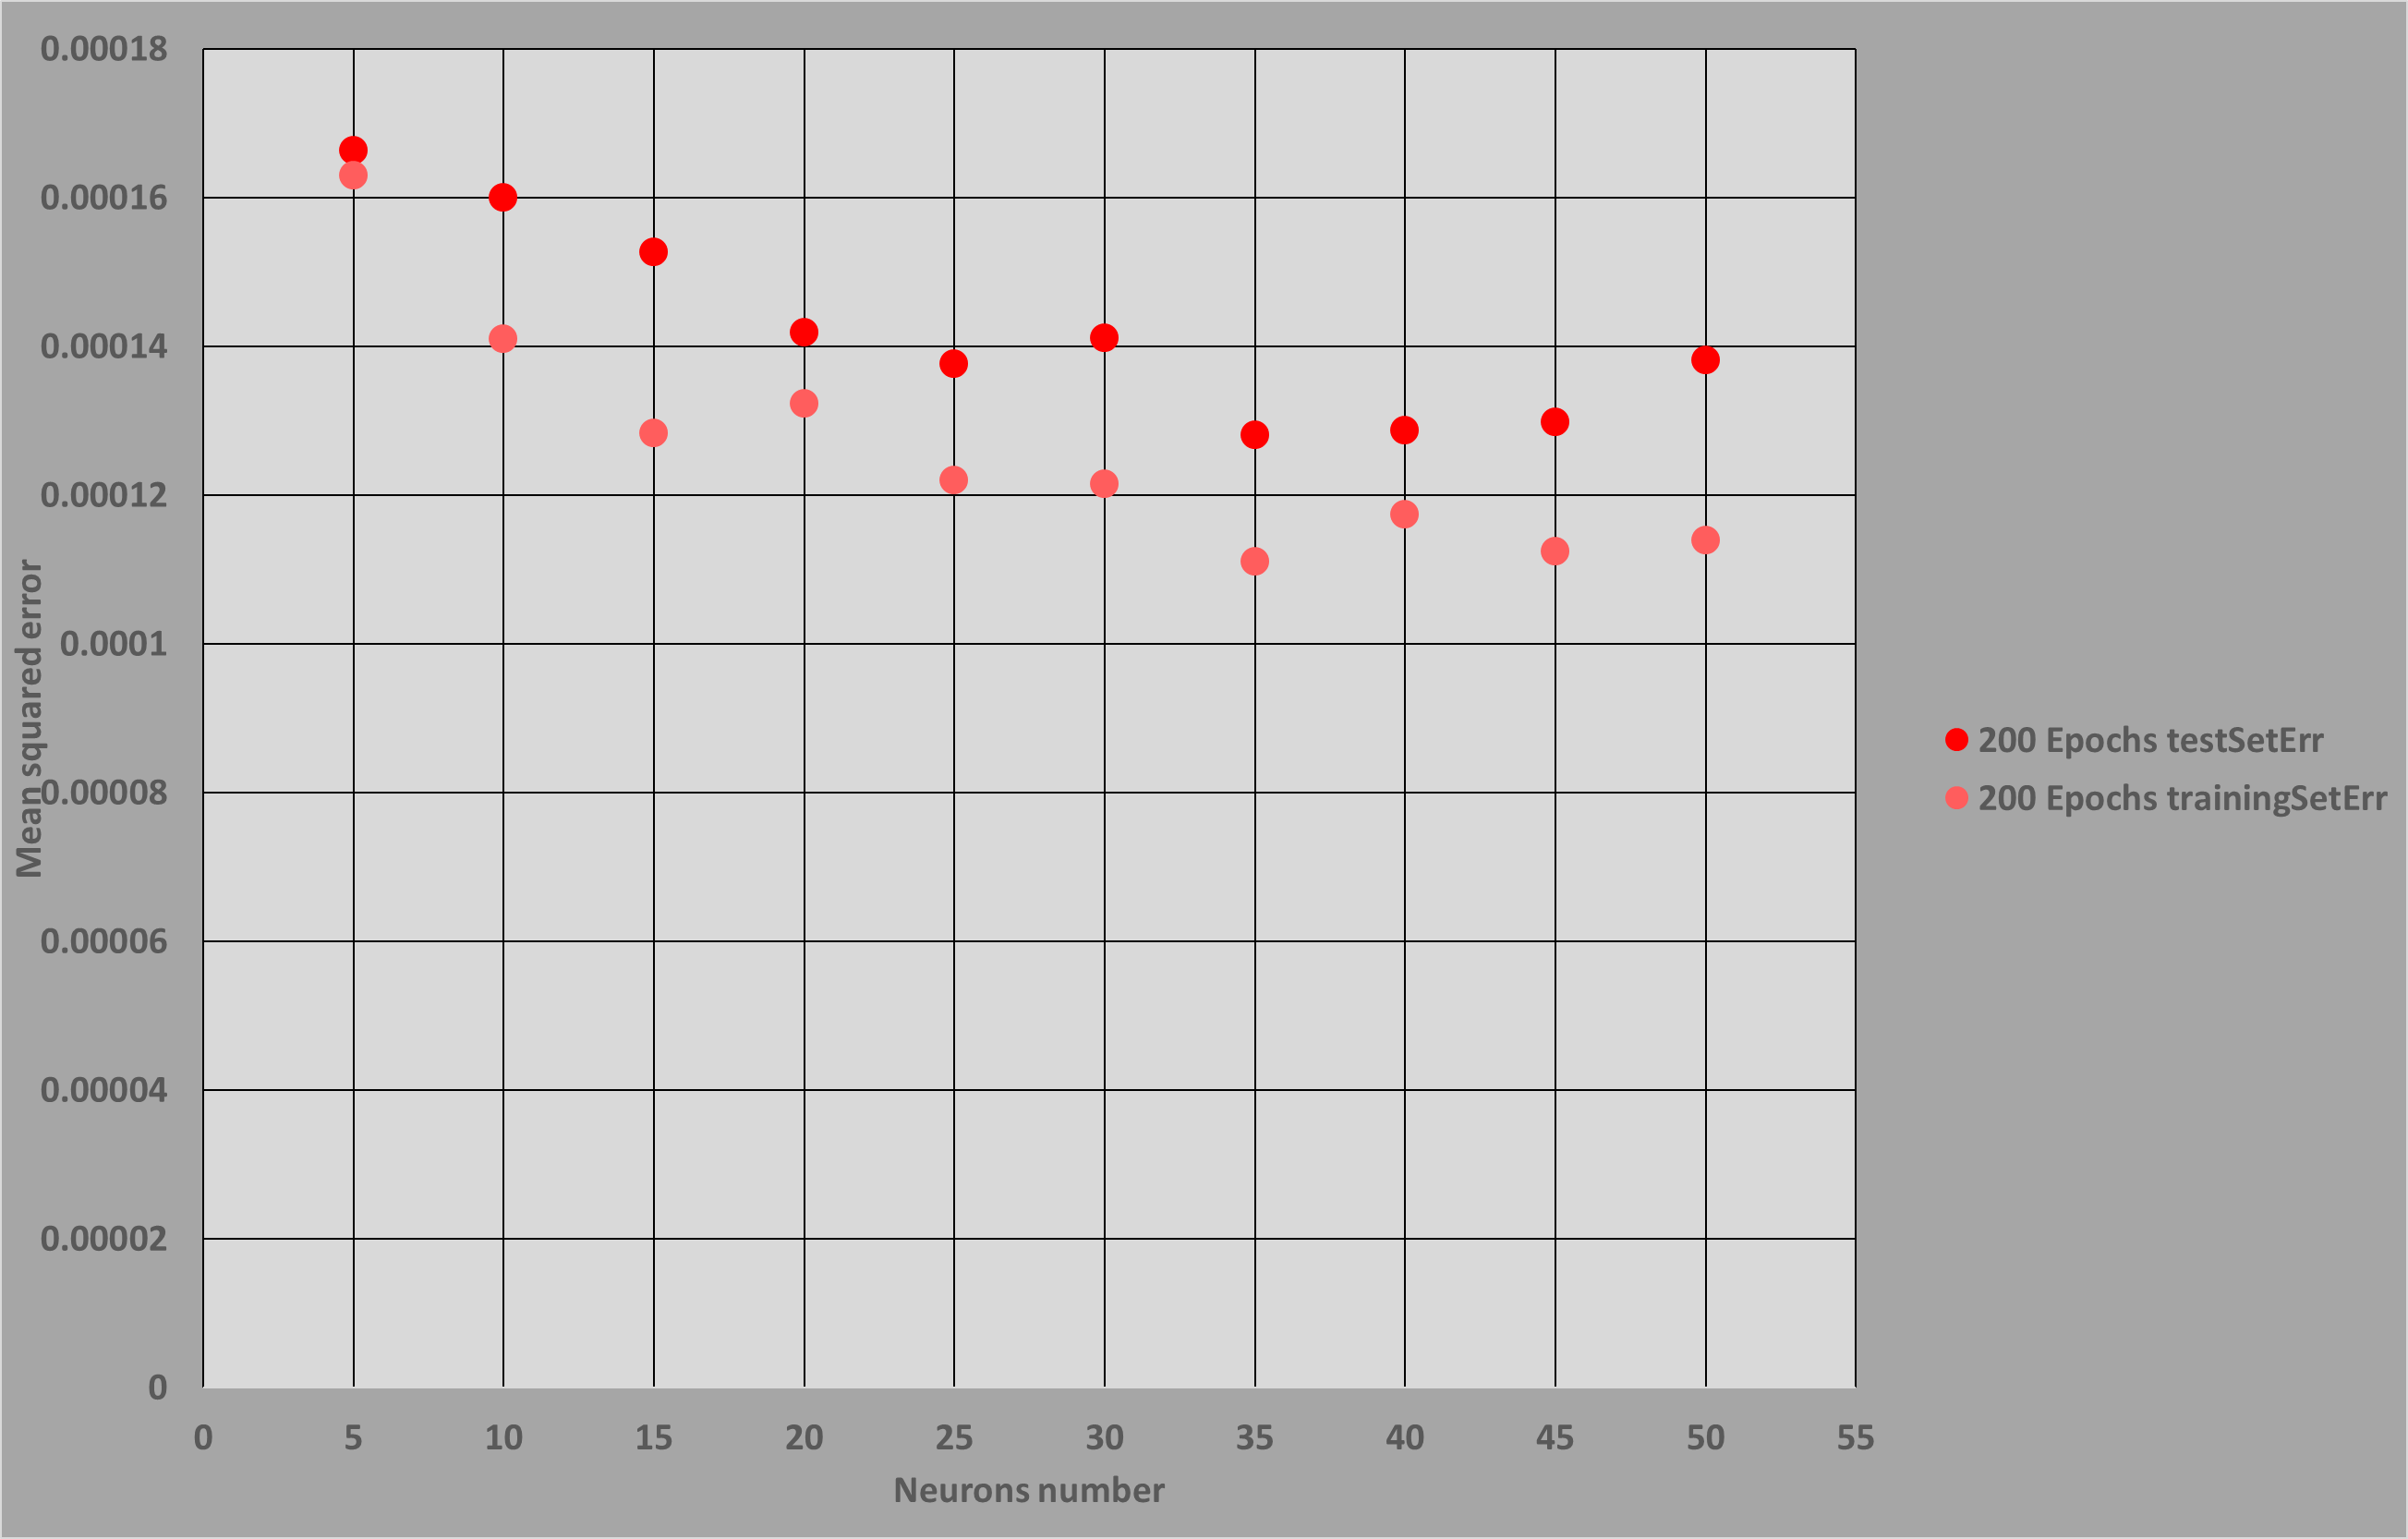 0.00018
0.00016
0.00014
0.00012
0.0001
0.00008
0.00006
0.00004
0.00002
0
Mean squared error
0 5 10 15 20 25 30 35 40 45 50 55
Neurons number
200 Epochs testSetErr
200 Epochs trainingSetErr